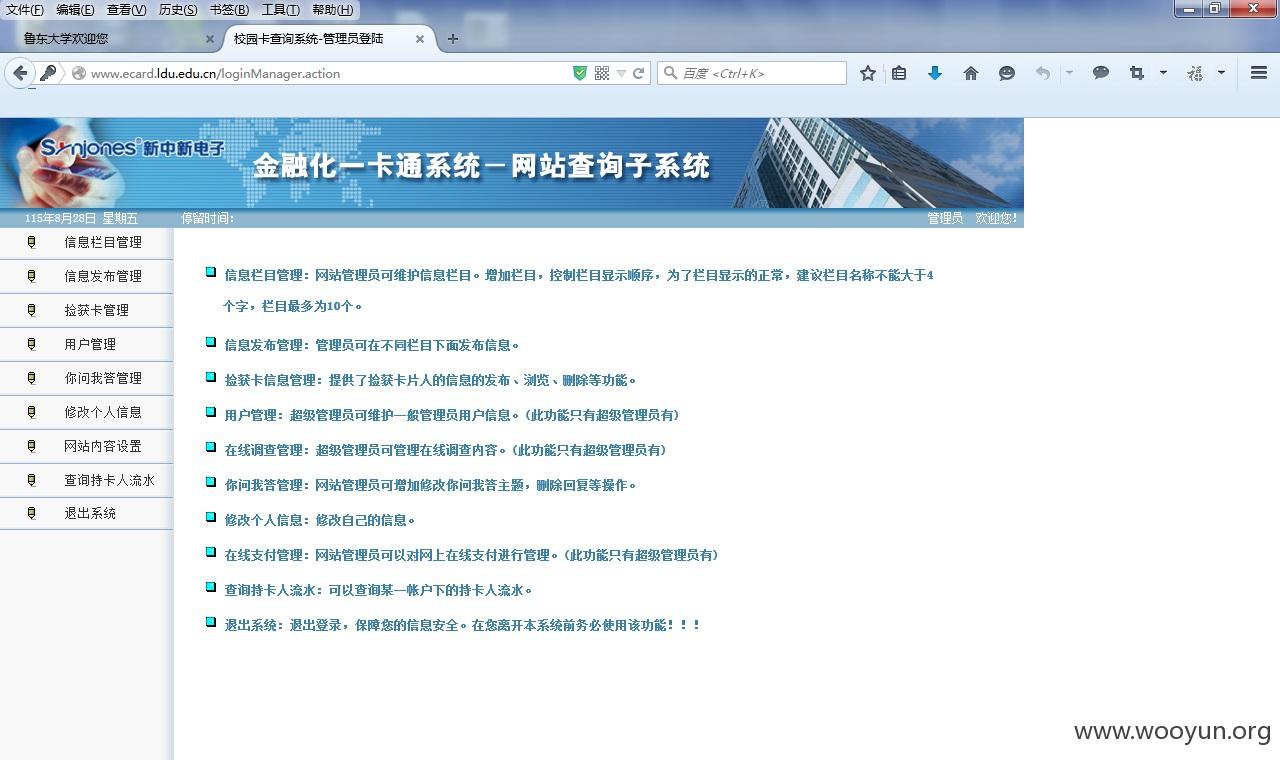 文件(F) 编辑(E) 查看(V) 历史(S) 书签(B) 工具(T) 帮助(H)
鲁东大学欢迎您
校园卡查询系统-管理员登陆
www.ecard.ldu.edu.cn/loginManager.action
百度 <Ctrl+K>
Synjones 新中新电子
金融化一卡通系统－网站查询子系统
115年8月28日 星期五 停留时间: 管理员 欢迎您!
信息栏目管理
信息发布管理
捡获卡管理
用户管理
你问我答管理
修改个人信息
网站内容设置
查询持卡人流水
退出系统
信息栏目管理：网站管理员可维护信息栏目。增加栏目，控制栏目显示顺序，为了栏目显示的正常，建议栏目名称不能大于4
个字，栏目最多为10个。
信息发布管理：管理员可在不同栏目下面发布信息。
捡获卡信息管理：提供了捡获卡片人的信息的发布、浏览、删除等功能。
用户管理：超级管理员可维护一般管理员用户信息。(此功能只有超级管理员有)
在线调查管理：超级管理员可管理在线调查内容。(此功能只有超级管理员有)
你问我答管理：网站管理员可增加修改你问我答主题，删除回复等操作。
修改个人信息：修改自己的信息。
在线支付管理：网站管理员可以对网上在线支付进行管理。(此功能只有超级管理员有)
查询持卡人流水：可以查询某一帐户下的持卡人流水。
退出系统：退出登录，保障您的信息安全。在您离开本系统前务必使用该功能！！！
www.wooyun.org